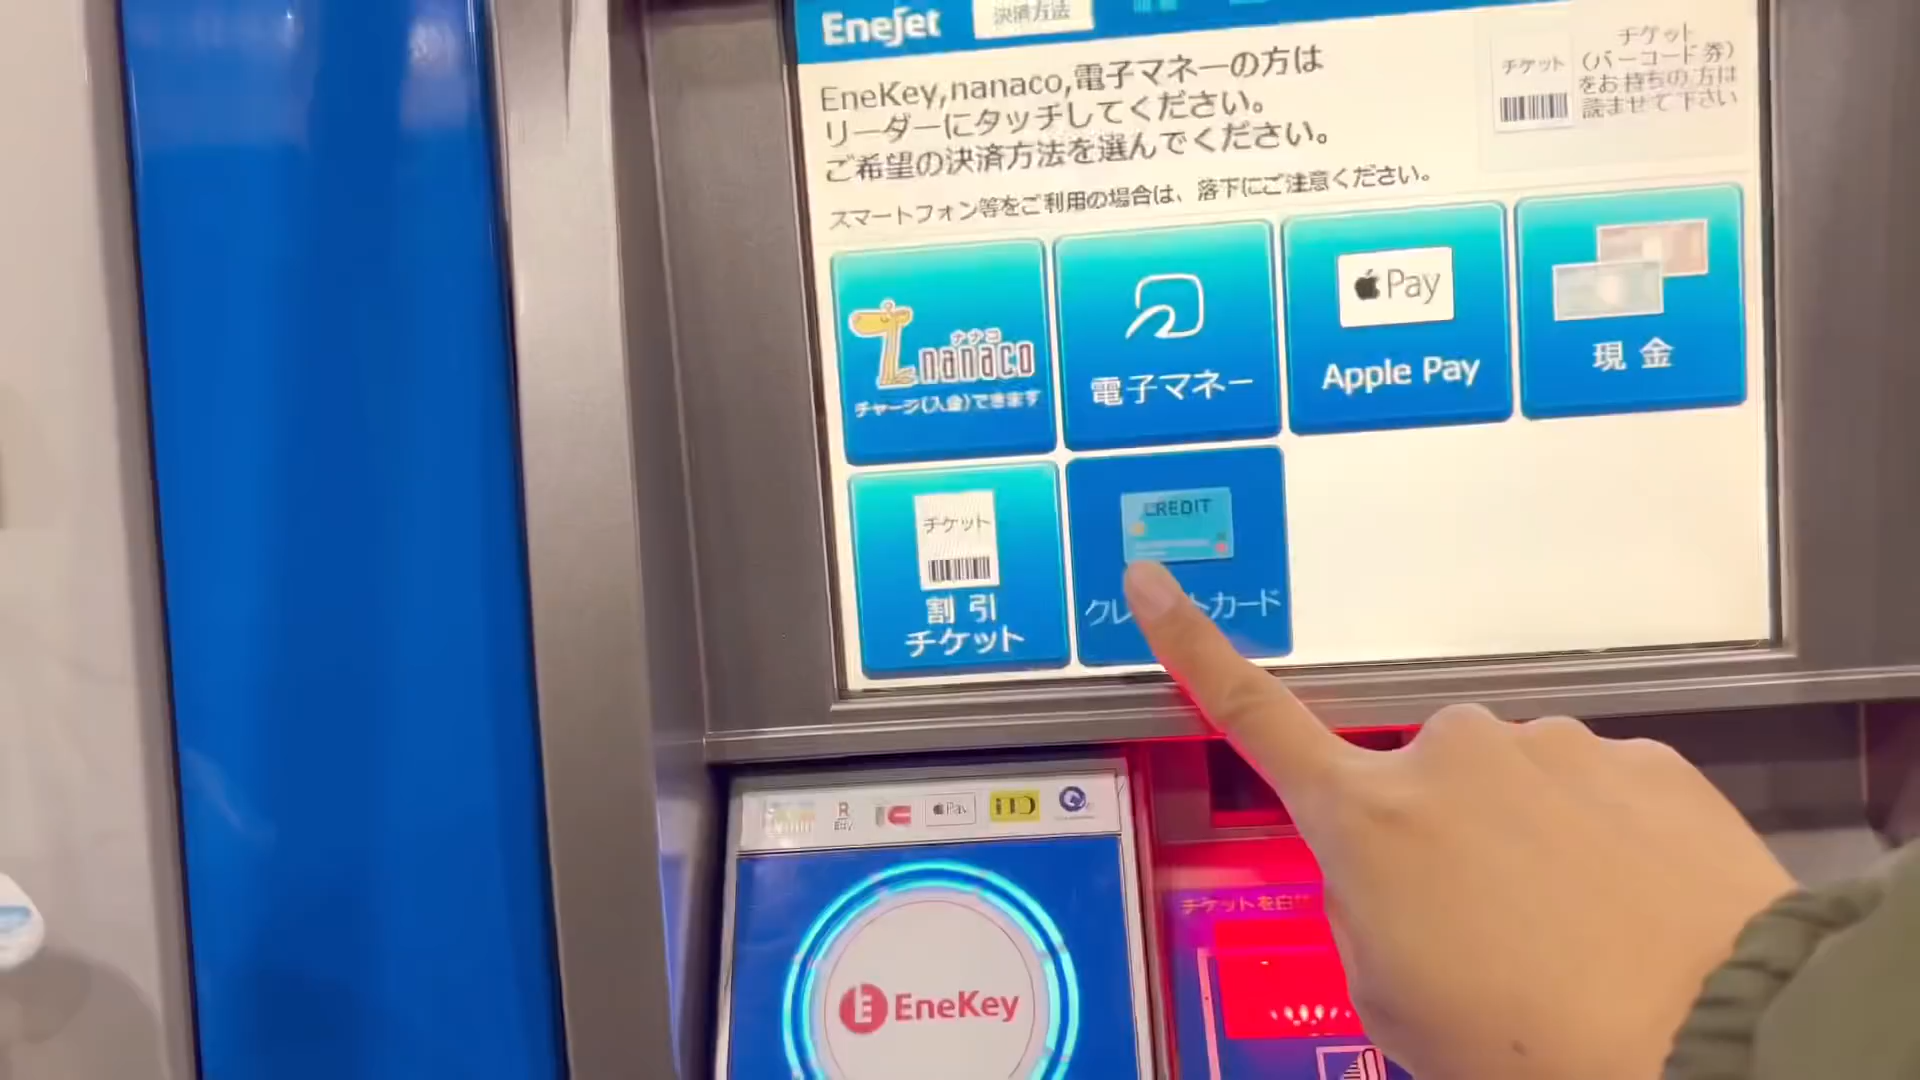 EneJet
決済方法
EneKey,nanaco,電子マネーの方は
リーダーにタッチしてください。
ご希望の決済方法を選んでください。
スマートフォン等をご利用の場合は、落下にご注意ください。
チケット
チケット
(バーコード券)
をお持ちの方は
読ませて下さい
ナナコ
nanaco
チャージ(入金)できます
電子マネー
Pay
Apple Pay
現金
チケット
割引
チケット
CREDIT
クレ
トカード
R
Edy
Pay
iD
EneKey
チケットを白